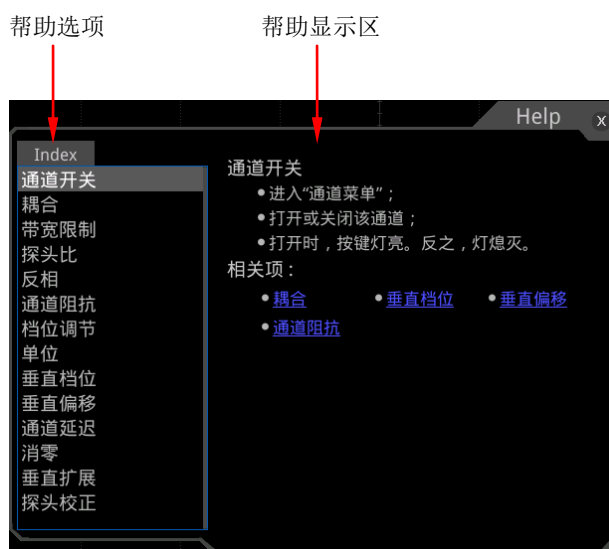 帮助选项
帮助显示区
Help
x
Index
通道开关
耦合
带宽限制
探头比
反相
通道阻抗
档位调节
单位
垂直档位
垂直偏移
通道延迟
消零
垂直扩展
探头校正
通道开关
●进入“通道菜单”；
●打开或关闭该通道；
●打开时，按键灯亮。反之，灯熄灭。
相关项：
●耦合 ●垂直档位 ●垂直偏移
●通道阻抗